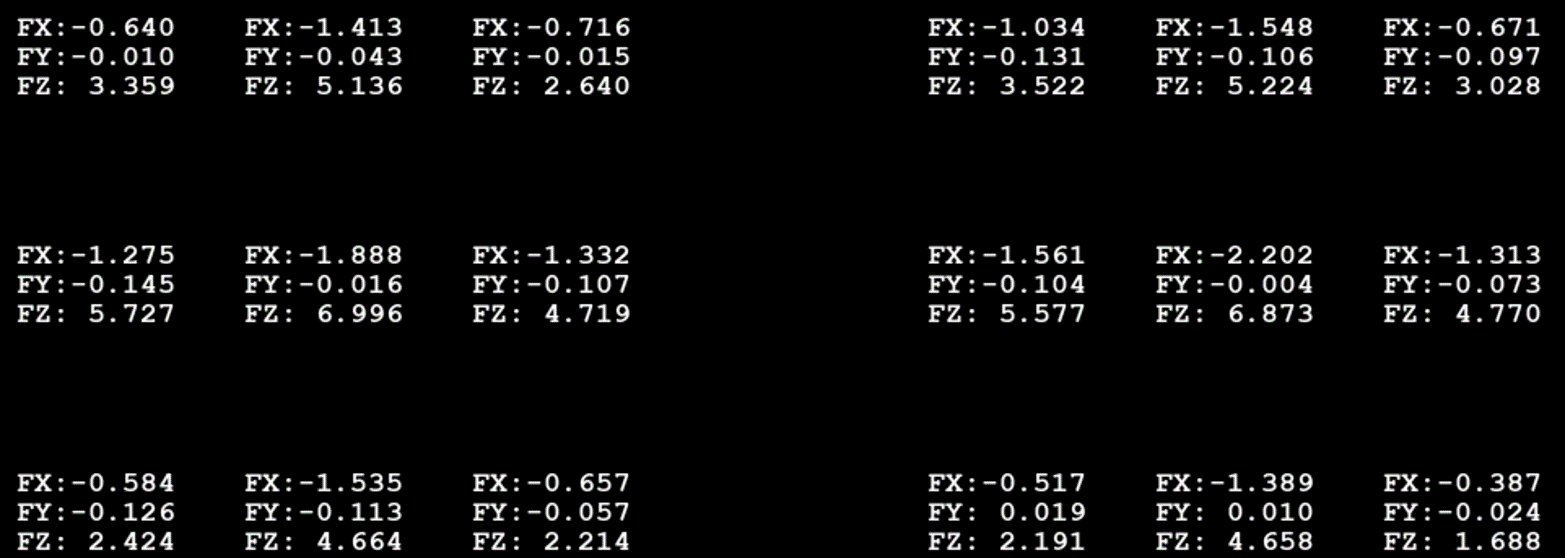 FX:-0.640 FX:-1.413 FX:-0.716 FX:-1.034 FX:-1.548 FX:-0.671
FY:-0.010 FY:-0.043 FY:-0.015 FY:-0.131 FY:-0.106 FY:-0.097
FZ: 3.359 FZ: 5.136 FZ: 2.640 FZ: 3.522 FZ: 5.224 FZ: 3.028
FX:-1.275 FX:-1.888 FX:-1.332 FX:-1.561 FX:-2.202 FX:-1.313
FY:-0.145 FY:-0.016 FY:-0.107 FY:-0.104 FY:-0.004 FY:-0.073
FZ: 5.727 FZ: 6.996 FZ: 4.719 FZ: 5.577 FZ: 6.873 FZ: 4.770
FX:-0.584 FX:-1.535 FX:-0.657 FX:-0.517 FX:-1.389 FX:-0.387
FY:-0.126 FY:-0.113 FY:-0.057 FY: 0.019 FY: 0.010 FY:-0.024
FZ: 2.424 FZ: 4.664 FZ: 2.214 FZ: 2.191 FZ: 4.658 FZ: 1.688